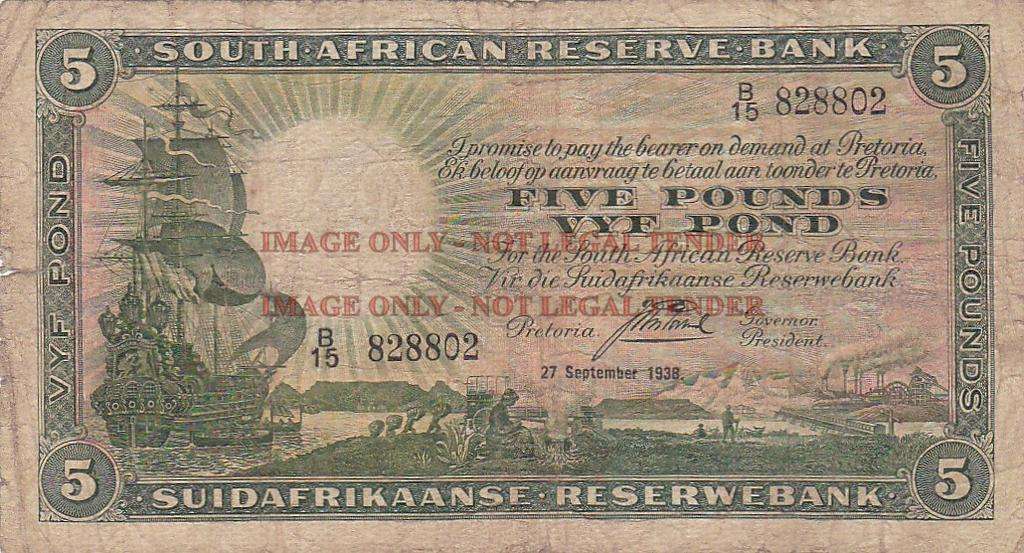 5 SOUTH·AFRICAN RESERVE·BANK· 5
B/15 828802
I promise to pay the bearer on demand at Pretoria.
Ek beloof op aanvraag te betaal aan toonder te Pretoria.
FIVE POUNDS
VYF POND
IMAGE ONLY - NOT LEGAL TENDER
For the South African Reserve Bank.
Vir die Suidafrikaanse Reserwebank
IMAGE ONLY - NOT LEGAL TENDER
Pretoria. Governor.
President.
B/15 828802
27 September 1938.
VYF POND
FIVE POUNDS
5 ·SUIDAFRIKAANSE·RESERWEBANK· 5